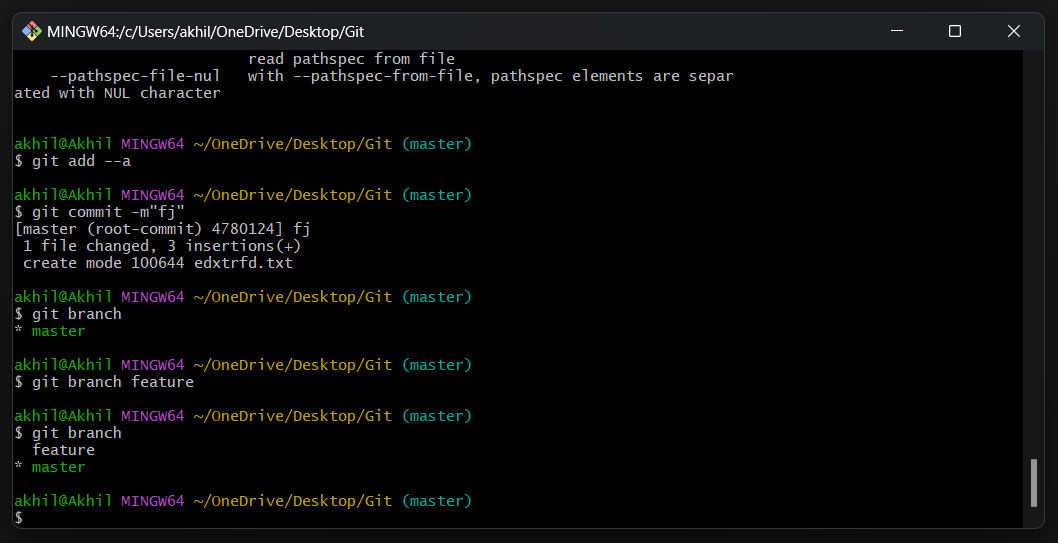 MINGW64:/c/Users/akhil/OneDrive/Desktop/Git
read pathspec from file
--pathspec-file-nul   with --pathspec-from-file, pathspec elements are separ
ated with NUL character
akhil@Akhil MINGW64 ~/OneDrive/Desktop/Git (master)
$ git add --a
akhil@Akhil MINGW64 ~/OneDrive/Desktop/Git (master)
$ git commit -m"fj"
[master (root-commit) 4780124] fj
1 file changed, 3 insertions(+)
create mode 100644 edxtrfd.txt
akhil@Akhil MINGW64 ~/OneDrive/Desktop/Git (master)
$ git branch
* master
akhil@Akhil MINGW64 ~/OneDrive/Desktop/Git (master)
$ git branch feature
akhil@Akhil MINGW64 ~/OneDrive/Desktop/Git (master)
$ git branch
feature
* master
akhil@Akhil MINGW64 ~/OneDrive/Desktop/Git (master)
$